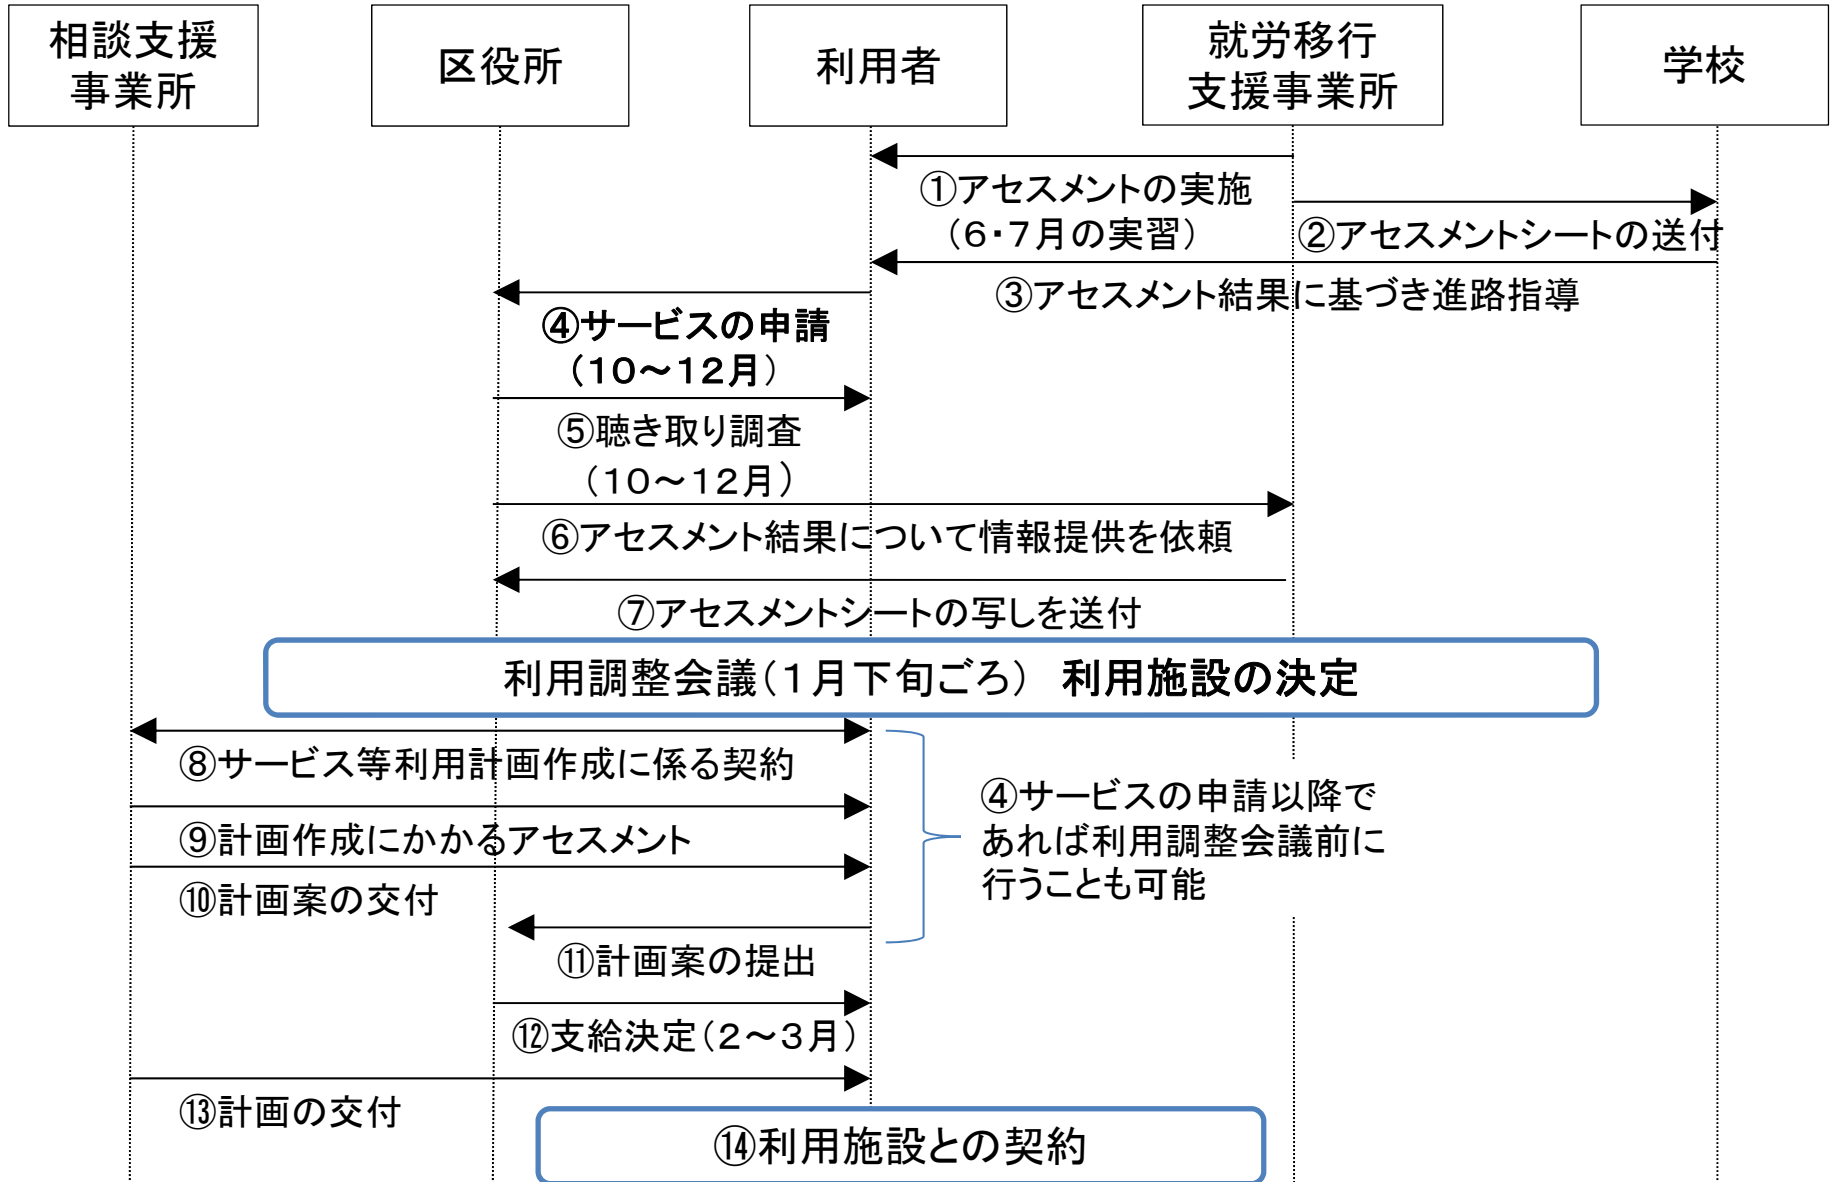 相談支援
事業所
区役所
利用者
就労移行
支援事業所
学校
①アセスメントの実施
(6・7月の実習)
②アセスメントシートの送付
③アセスメント結果に基づき進路指導
④サービスの申請
(10~12月)
⑤聴き取り調査
(10~12月)
⑥アセスメント結果について情報提供を依頼
⑦アセスメントシートの写しを送付
利用調整会議(1月下旬ごろ) 利用施設の決定
⑧サービス等利用計画作成に係る契約
⑨計画作成にかかるアセスメント
⑩計画案の交付
④サービスの申請以降で
あれば利用調整会議前に
行うことも可能
⑪計画案の提出
⑫支給決定(2~3月)
⑬計画の交付
⑭利用施設との契約